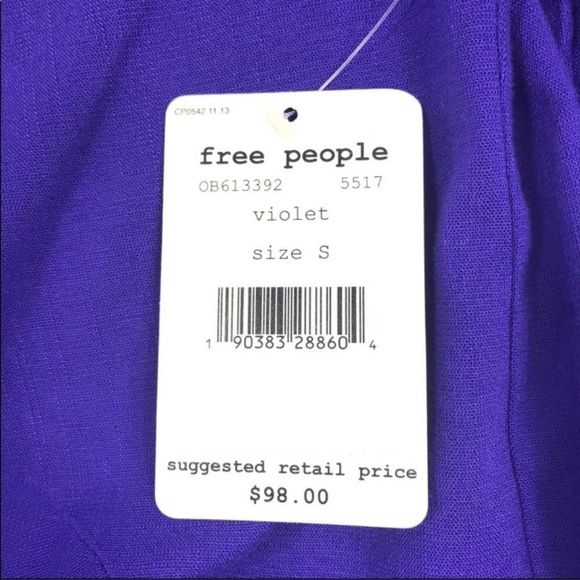 CP0542 11 13
free people
OB613392 5517
violet
size S
1 90383 28860 4
suggested retail price
$98.00